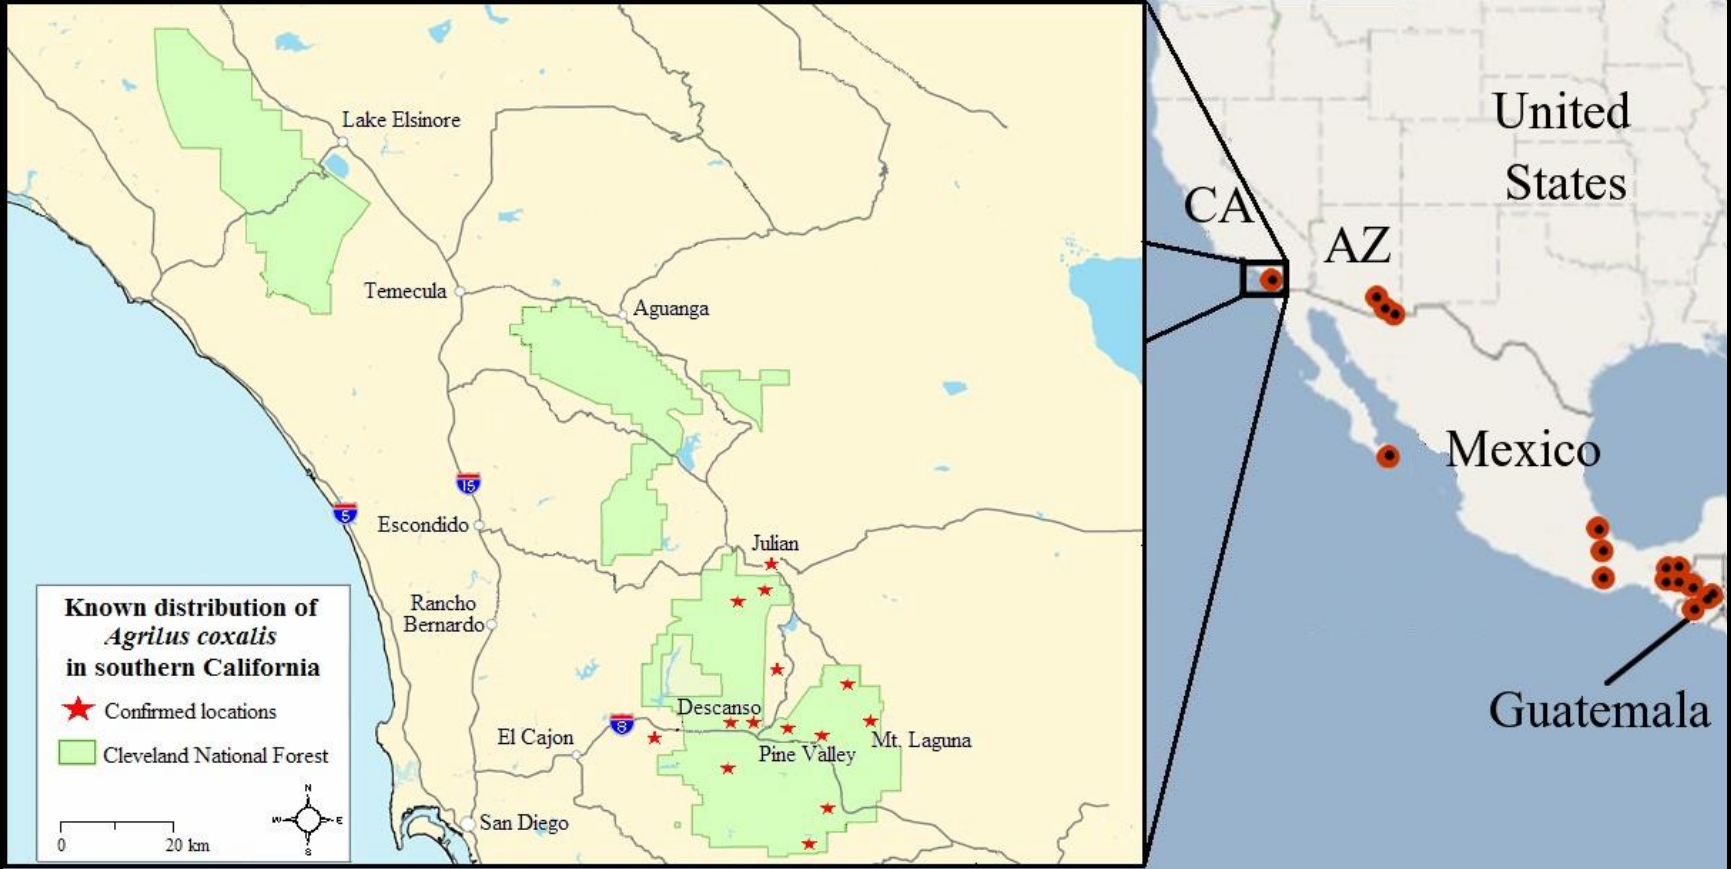 Lake Elsinore
Temecula
Aguanga
15
5
Escondido
Julian
Rancho
Bernardo
Descanso
8
El Cajon
Pine Valley
Mt. Laguna
San Diego
Known distribution of
Agrilus coxalis
in southern California
Confirmed locations
Cleveland National Forest
N
W
E
S
0
20 km
United
States
CA
AZ
Mexico
Guatemala